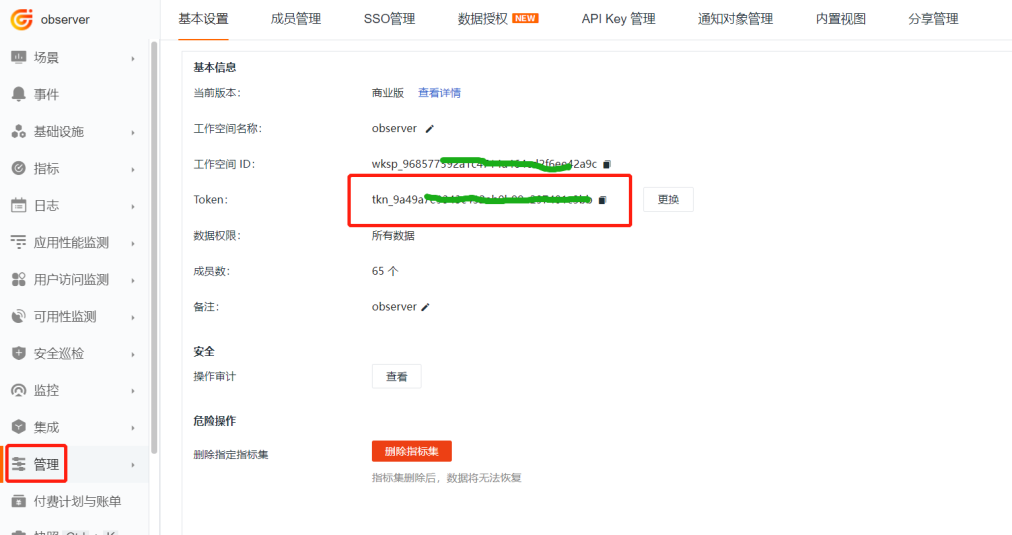 observer
基本设置 成员管理 SSO管理 数据授权 NEW API Key 管理 通知对象管理 内置视图 分享管理
场景
事件
基础设施
指标
日志
应用性能监测
用户访问监测
可用性监测
安全巡检
监控
集成
管理
付费计划与账单
快照 Ctrl + K
基本信息
当前版本: 商业版 查看详情
工作空间名称: observer
工作空间 ID: wksp_968577
Token: tkn_9a49a 更换
数据权限: 所有数据
成员数: 65 个
备注: observer
安全
操作审计 查看
危险操作
删除指定指标集 删除指标集
指标集删除后，数据将无法恢复